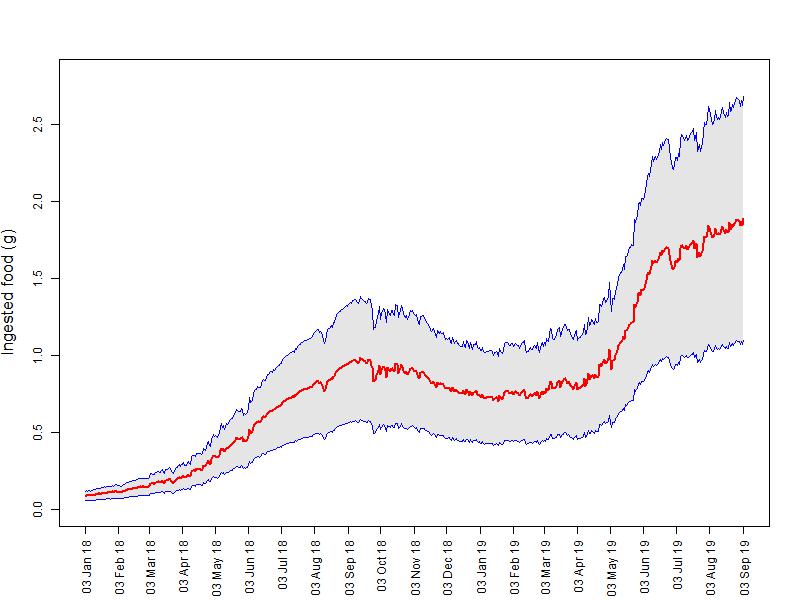 Ingested food (g)
2.5
2.0
1.5
1.0
0.5
0.0
03 Jan 18
03 Feb 18
03 Mar 18
03 Apr 18
03 May 18
03 Jun 18
03 Jul 18
03 Aug 18
03 Sep 18
03 Oct 18
03 Nov 18
03 Dec 18
03 Jan 19
03 Feb 19
03 Mar 19
03 Apr 19
03 May 19
03 Jun 19
03 Jul 19
03 Aug 19
03 Sep 19